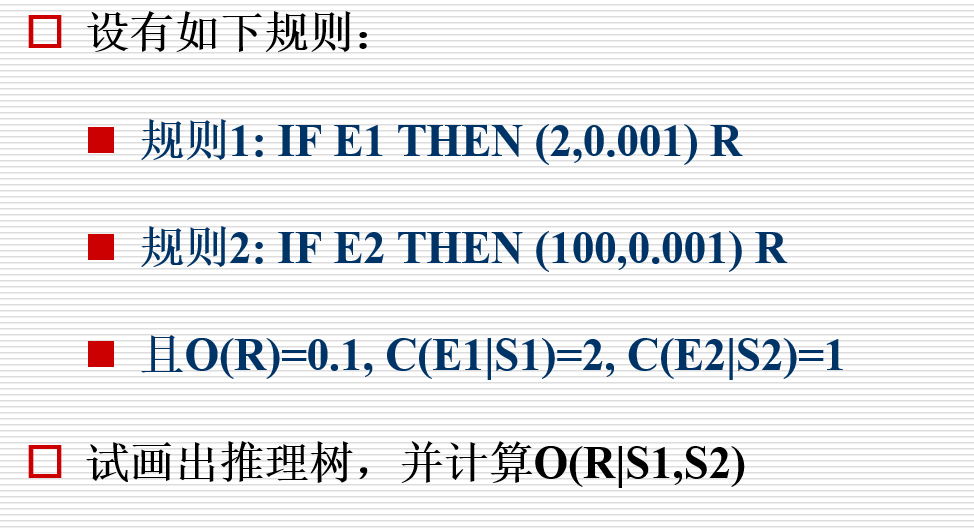 设有如下规则：
规则1: IF E1 THEN (2,0.001) R
规则2: IF E2 THEN (100,0.001) R
且O(R)=0.1, C(E1|S1)=2, C(E2|S2)=1
试画出推理树，并计算O(R|S1,S2)